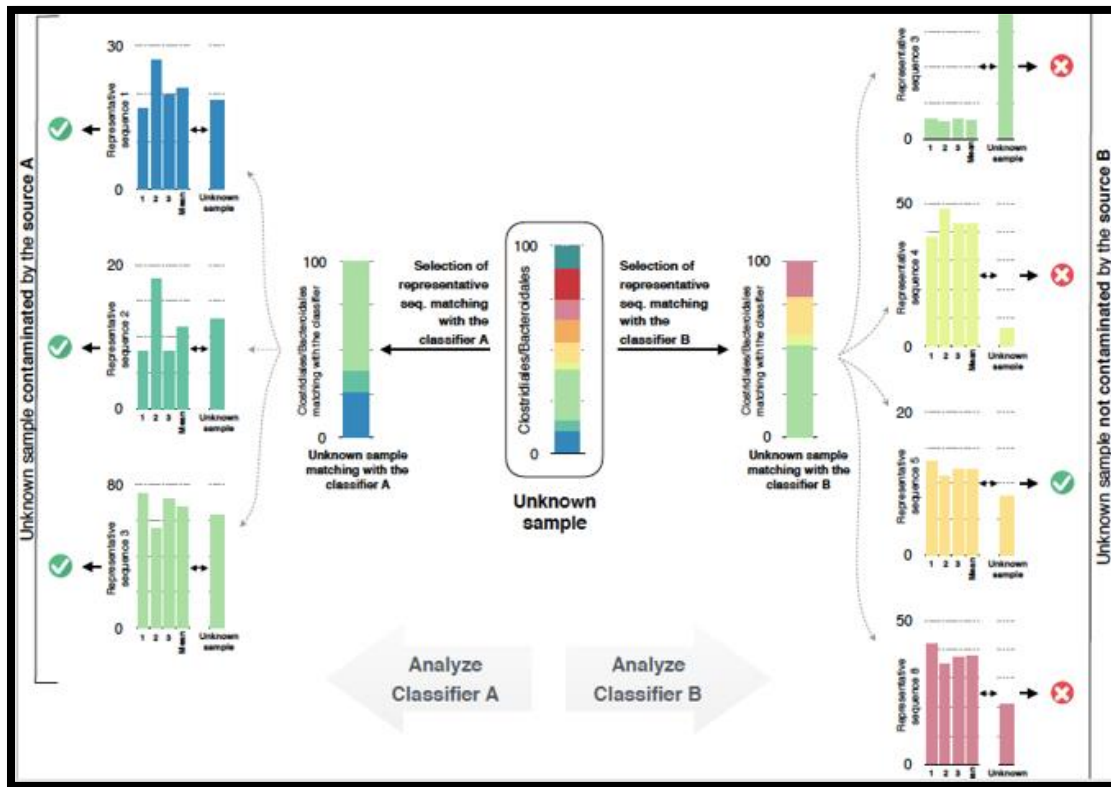 Unknown sample contaminated by the source A
30
0
Representative
sequence 1
1
2
3
Mean
Unknown
sample
20
0
Representative
sequence 2
1
2
3
Mean
Unknown
sample
80
0
Representative
sequence 3
1
2
3
Mean
Unknown
sample
100
0
Clostridiales/Bacteroidales
matching with the classifier
Unknown sample
matching with the
classifier A
Selection of
representative
seq. matching
with the
classifier A
100
0
Clostridiales/Bacteroidales
Unknown
sample
Selection of
representative
seq. matching
with the
classifier B
100
0
Clostridiales/Bacteroidales
matching with the classifier
Unknown sample
matching with the
classifier B
Analyze
Classifier A
Analyze
Classifier B
0
Representative
sequence 3
1
2
3
Mean
Unknown
sample
50
0
Representative
sequence 4
1
2
3
Mean
Unknown
sample
20
0
Representative
sequence 5
1
2
3
Mean
Unknown
sample
50
0
Representative
1
2
3
Unknown
Unknown sample not contaminated by the source B